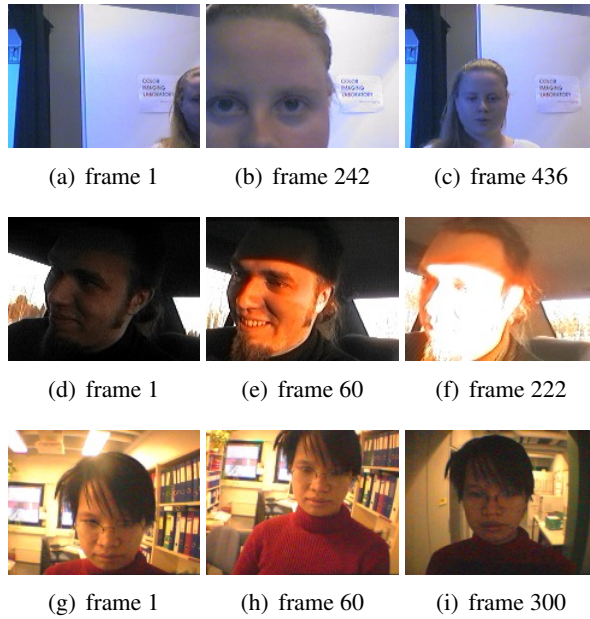 COLOR
IMAGING
LABORATORY
COLOR
IMAGING
LABORATORY
COLOR
IMAGING
LABORATORY
(a) frame 1
(b) frame 242
(c) frame 436
(d) frame 1
(e) frame 60
(f) frame 222
(g) frame 1
(h) frame 60
(i) frame 300